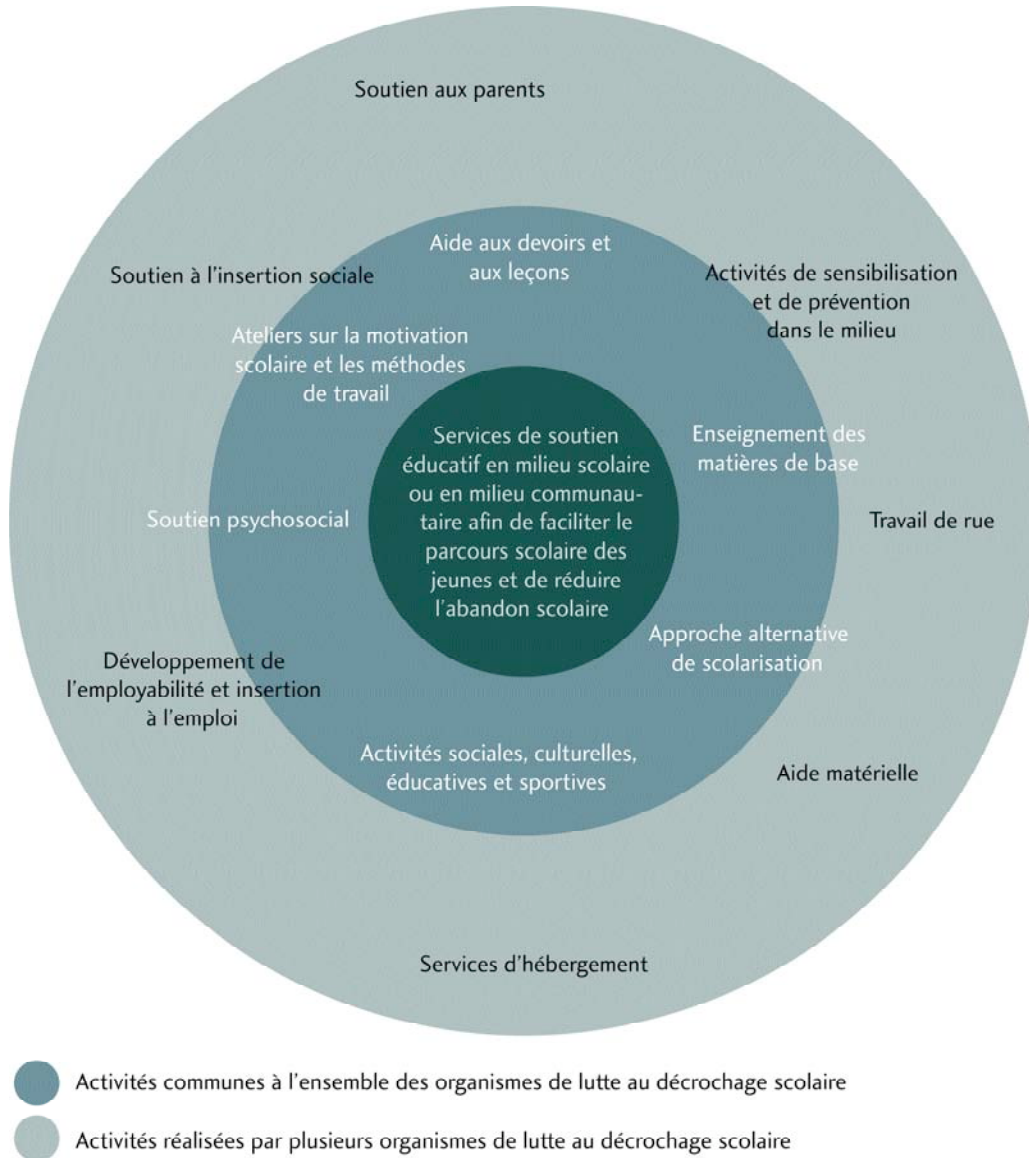 Soutien aux parents
Aide aux devoirs et
aux leçons
Soutien à l'insertion sociale
Activités de sensibilisation
et de prévention
dans le milieu
Ateliers sur la motivation
scolaire et les méthodes
de travail
Services de soutien
éducatif en milieu scolaire
ou en milieu communau-
taire afin de faciliter le
parcours scolaire des
jeunes et de réduire
l'abandon scolaire
Enseignement des
matières de base
Soutien psychosocial
Travail de rue
Approche alternative
de scolarisation
Développement de
l'employabilité et insertion
à l'emploi
Activités sociales, culturelles,
éducatives et sportives
Aide matérielle
Services d'hébergement
Activités communes à l'ensemble des organismes de lutte au décrochage scolaire
Activités réalisées par plusieurs organismes de lutte au décrochage scolaire